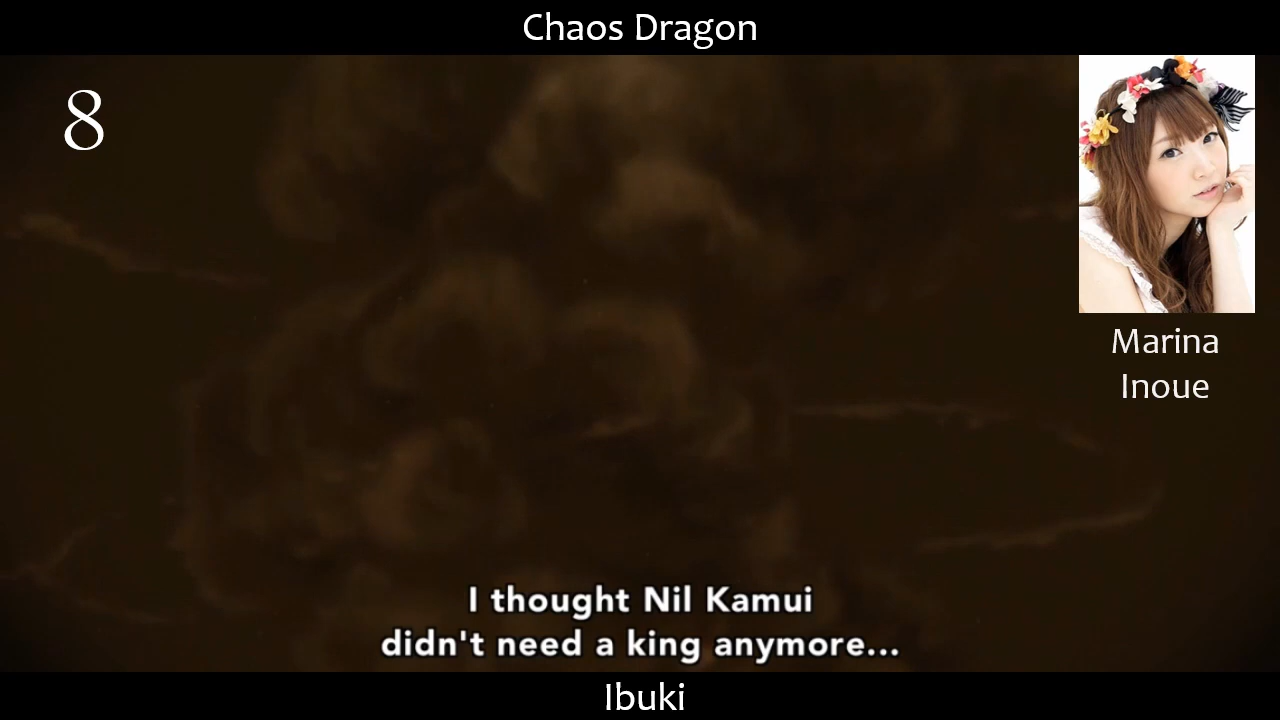 Chaos Dragon
8
Marina
Inoue
I thought Nil Kamui
didn't need a king anymore...
Ibuki